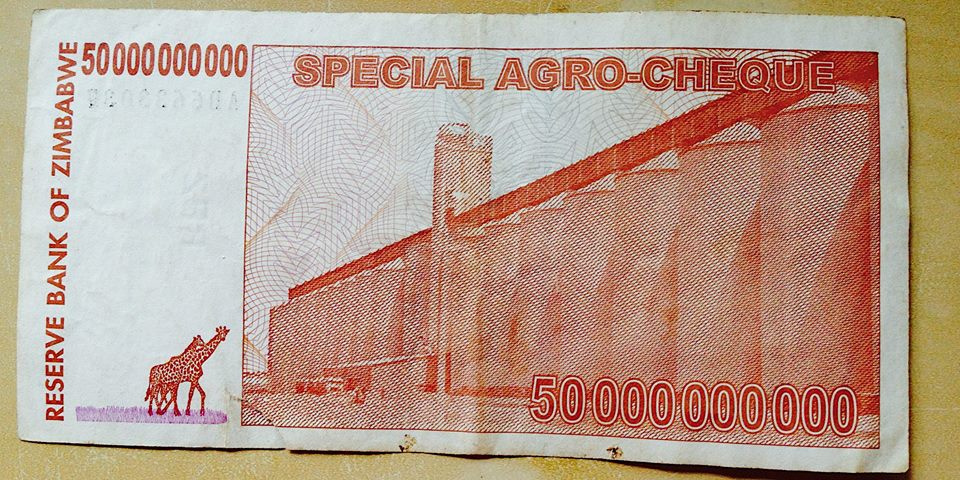 RESERVE BANK OF ZIMBABWE
50000000000
SPECIAL AGRO-CHEQUE
50 000 000 000